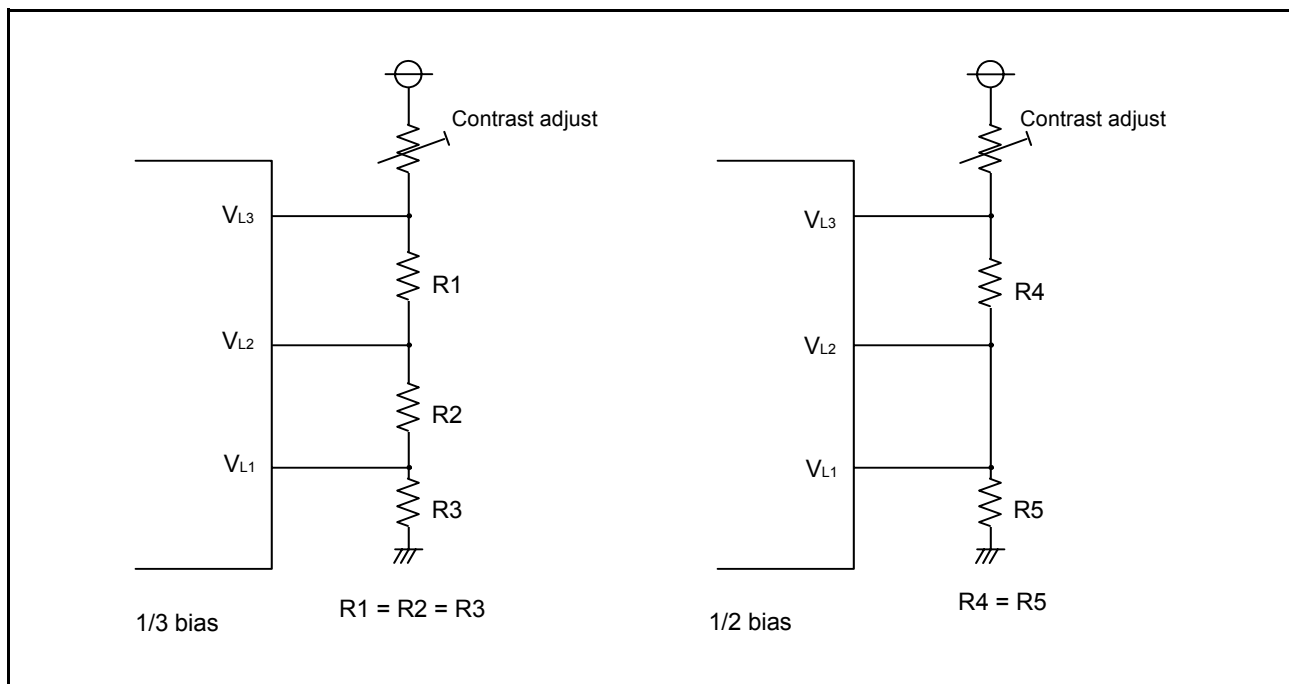 Contrast adjust
VL3
R1
VL2
R2
VL1
R3
R1 = R2 = R3
1/3 bias
Contrast adjust
VL3
R4
VL2
VL1
R5
R4 = R5
1/2 bias